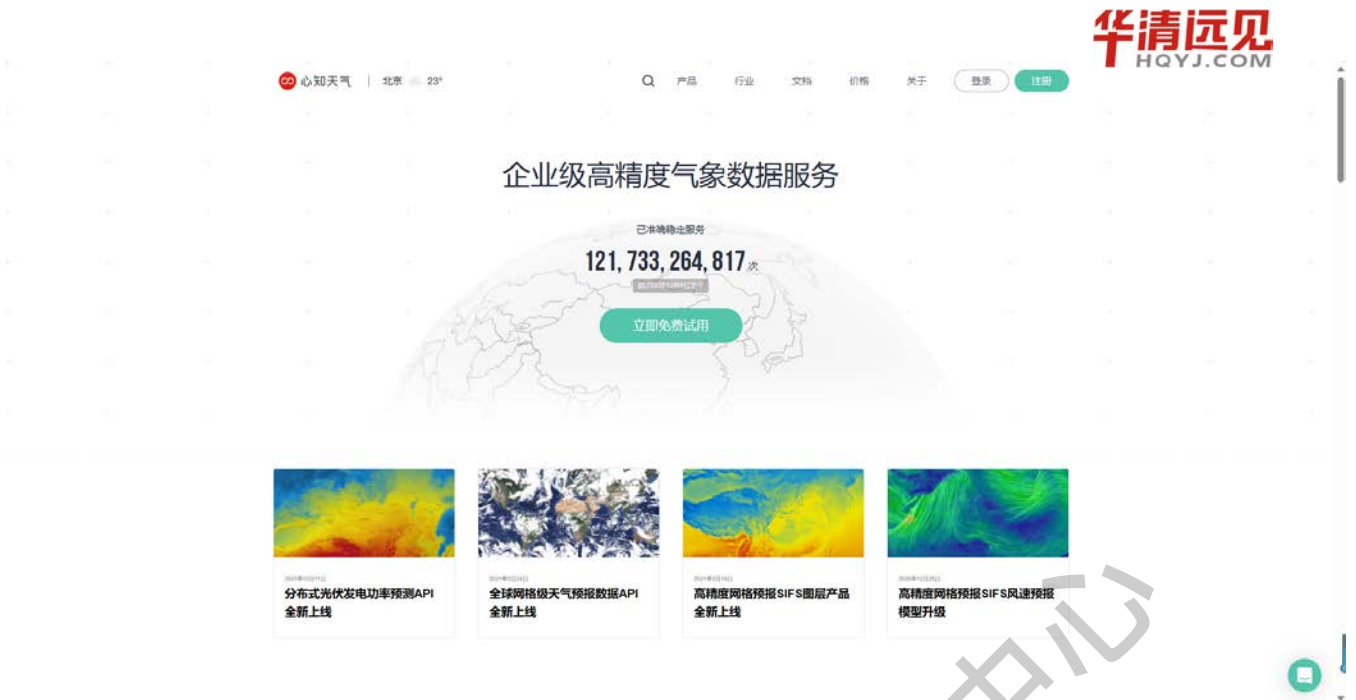 华清远见
HQYJ.COM
心知天气 | 北京 23°
产品 行业 文档 价格 关于 登录 注册
企业级高精度气象数据服务
已准确稳定服务
121,733,264,817次
立即免费试用
分布式光伏发电功率预测API
全新上线
全球网格级天气预报数据API
全新上线
高精度网格预报SIFS图层产品
全新上线
高精度网格预报SIFS风速预报
模型升级
中心